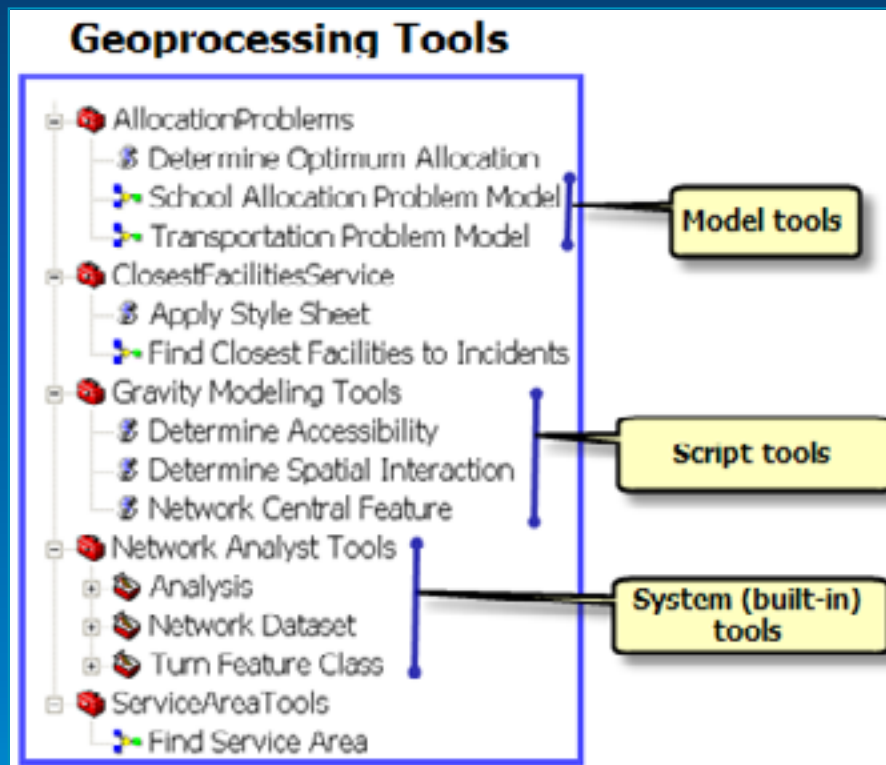 Geoprocessing Tools
AllocationProblems
Determine Optimum Allocation
School Allocation Problem Model
Transportation Problem Model
ClosestFacilitiesService
Apply Style Sheet
Find Closest Facilities to Incidents
Gravity Modeling Tools
Determine Accessibility
Determine Spatial Interaction
Network Central Feature
Network Analyst Tools
Analysis
Network Dataset
Turn Feature Class
ServiceAreaTools
Find Service Area
Model tools
Script tools
System (built-in)
tools